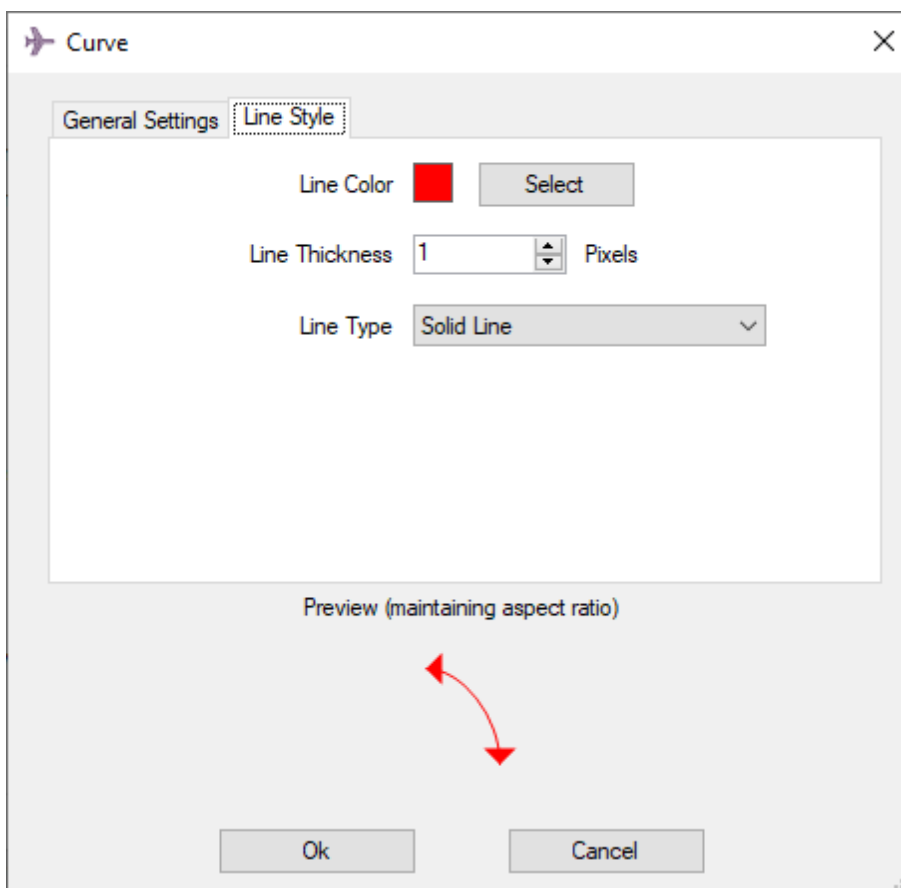 Curve
General Settings Line Style
Line Color Select
Line Thickness 1 Pixels
Line Type Solid Line
Preview (maintaining aspect ratio)
Ok Cancel